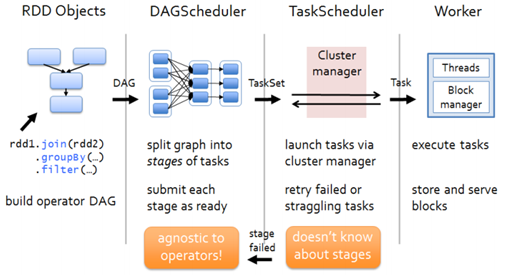 RDD Objects
DAGScheduler
TaskScheduler
Worker
DAG
TaskSet
Cluster
manager
Task
Threads
Block
manager
rdd1.join(rdd2)
.groupBy(…)
.filter(…)
build operator DAG
split graph into
stages of tasks
submit each
stage as ready
launch tasks via
cluster manager
retry failed or
straggling tasks
execute tasks
store and serve
blocks
agnostic to
operators!
stage
failed
doesn't know
about stages